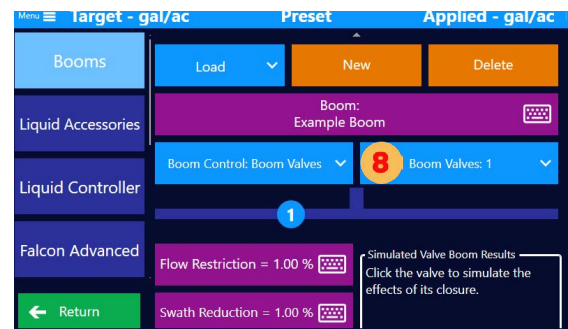 Menu Target - gal/ac Preset Applied - gal/ac
Booms
Load New Delete
Boom:
Example Boom
Liquid Accessories
Boom Control: Boom Valves 8 Boom Valves: 1
Liquid Controller
1
Falcon Advanced
Flow Restriction = 1.00 %
Simulated Valve Boom Results
Click the valve to simulate the
effects of its closure.
Return
Swath Reduction = 1.00 %